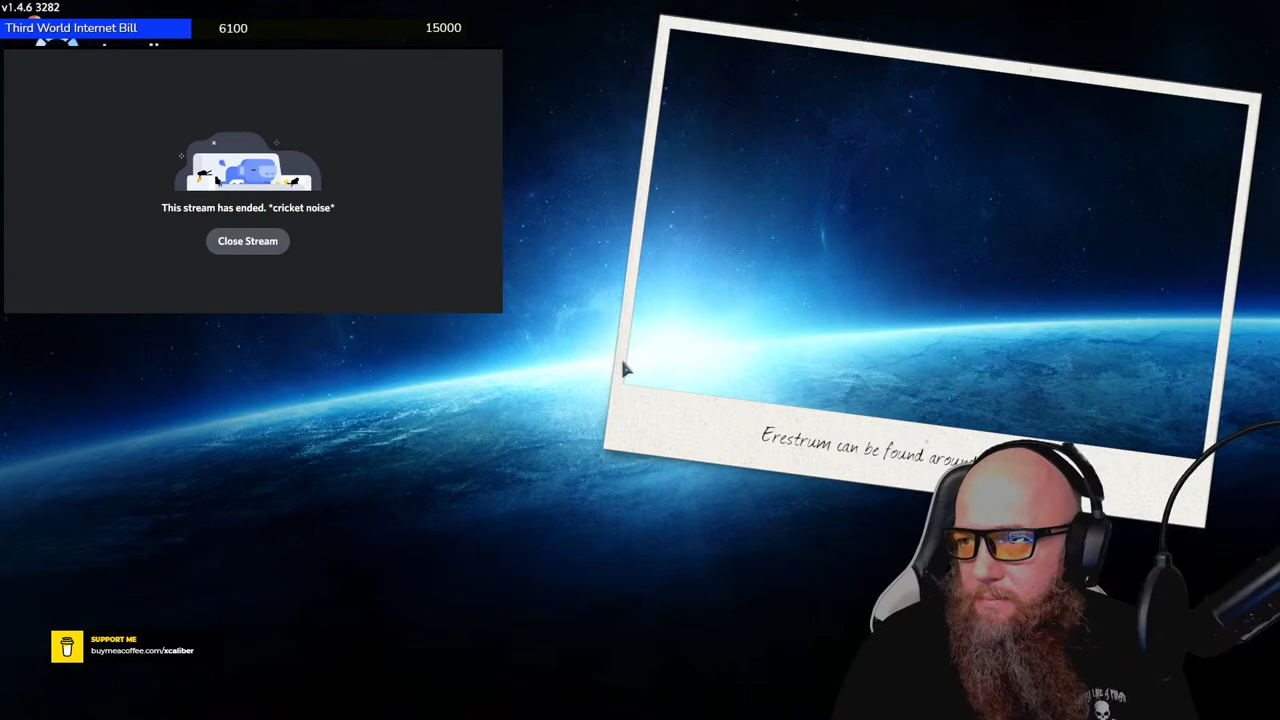 v1.4.6 3282
Third World Internet Bill 6100 15000
This stream has ended. *cricket noise*
Close Stream
Erestrum can be found around
SUPPORT ME
buymeacoffee.com/xcaliber